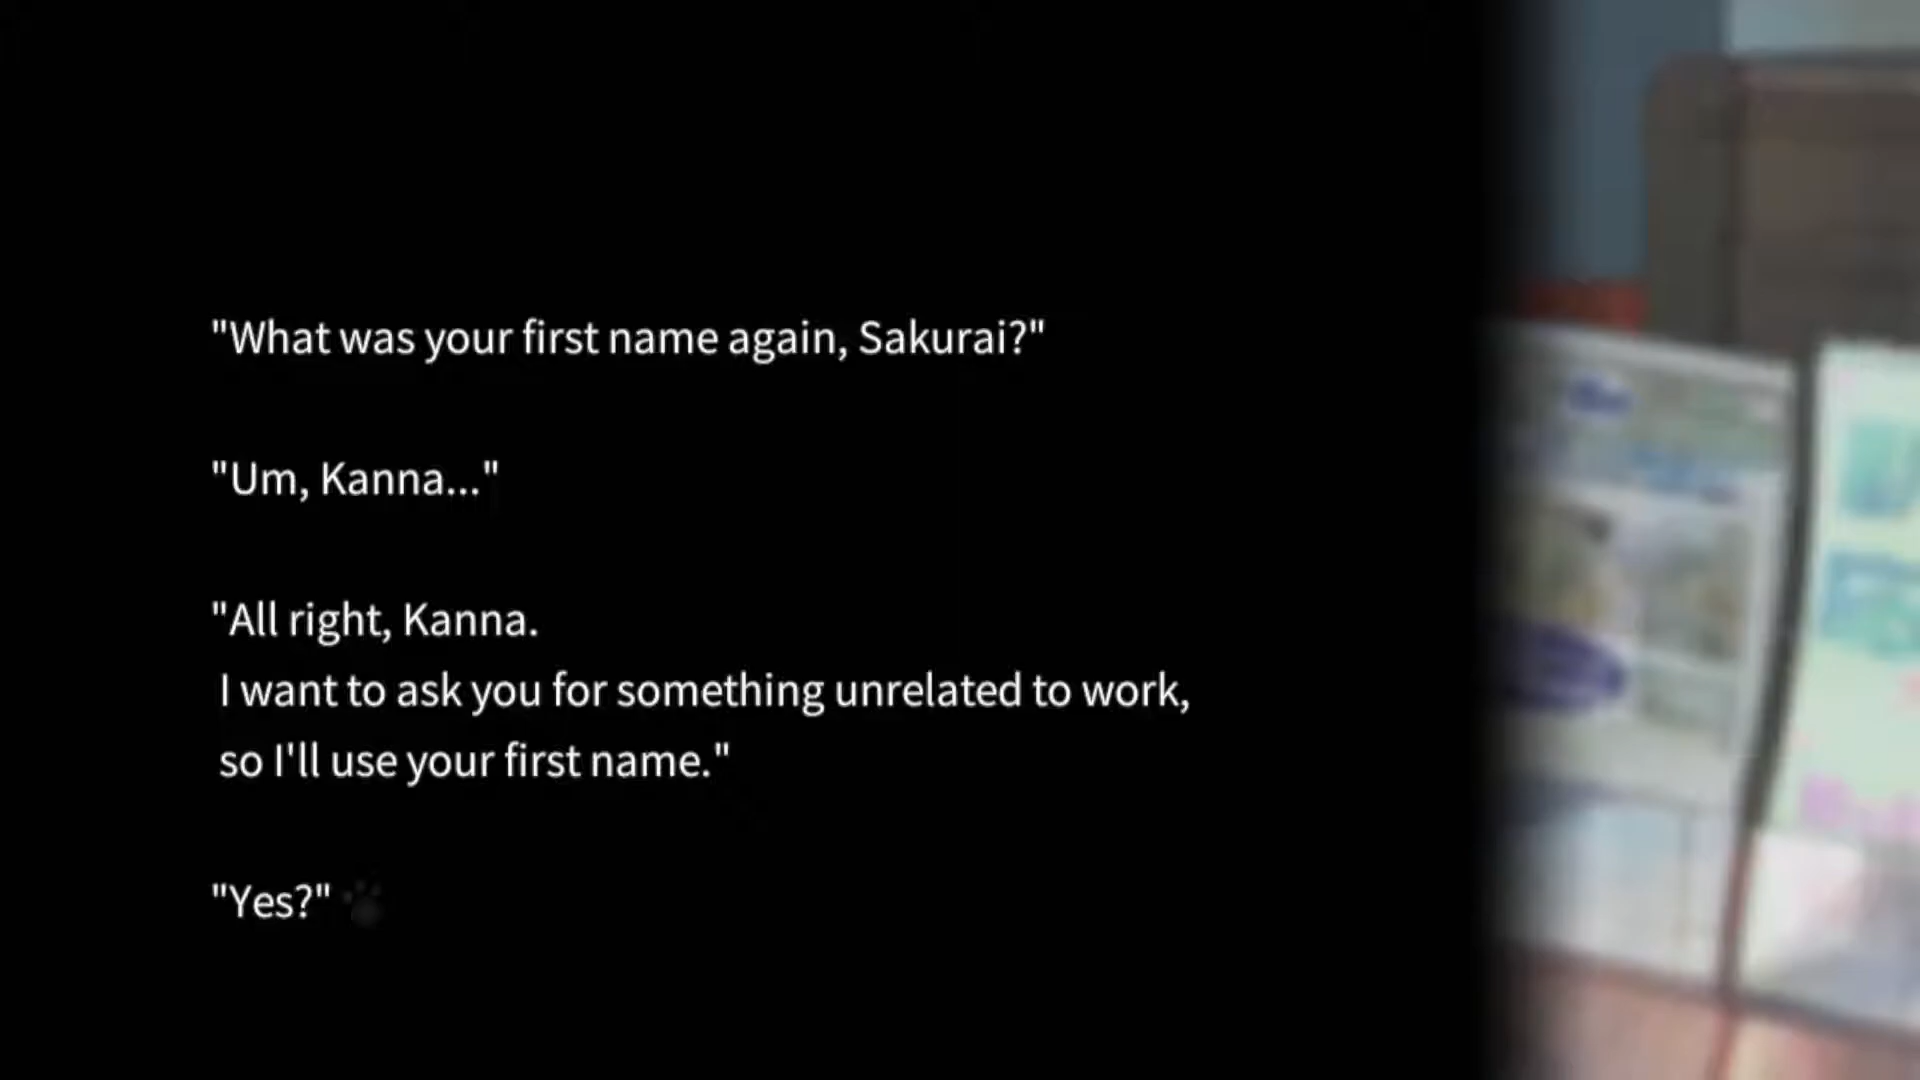 "What was your first name again, Sakurai?"
"Um, Kanna..."
"All right, Kanna.
I want to ask you for something unrelated to work,
so I'll use your first name."
"Yes?"